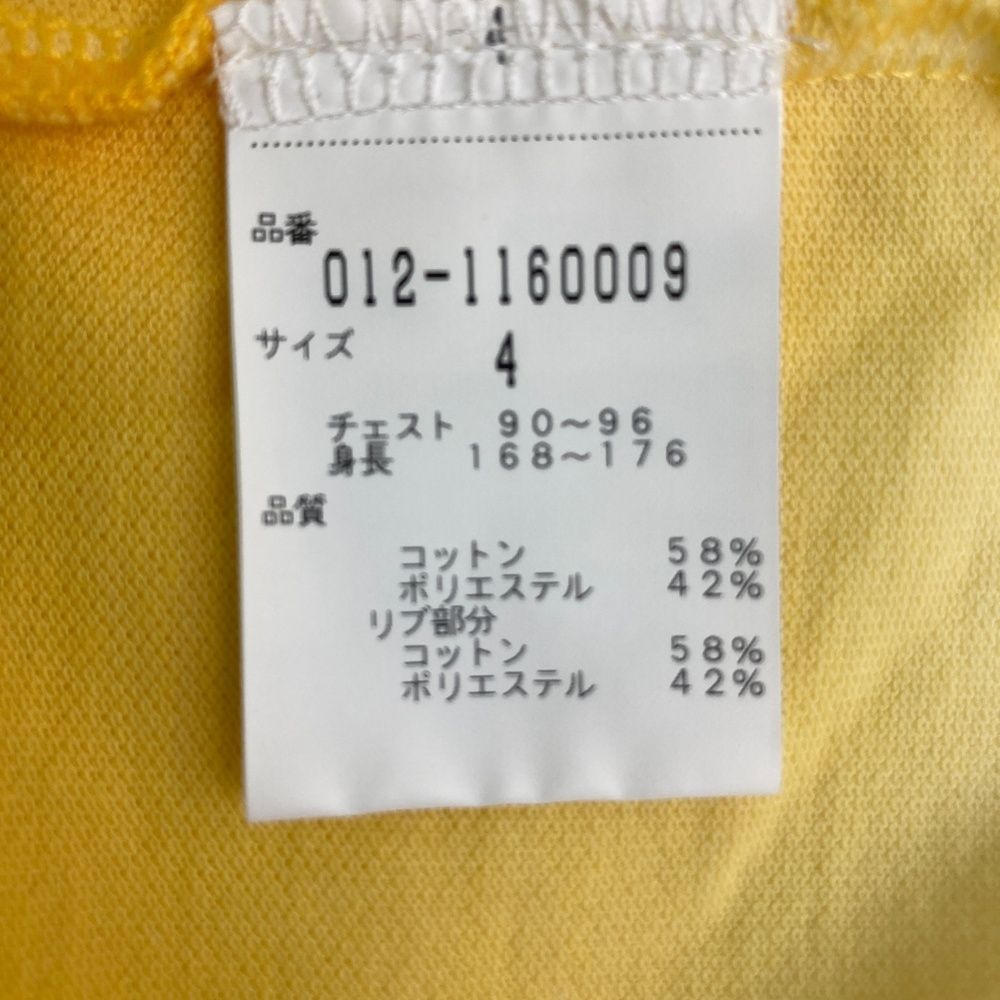 品番
012-1160009
サイズ 4
チェスト 90～96
身長 168～176
品質
コットン 58%
ポリエステル 42%
リブ部分
コットン 58%
ポリエステル 42%